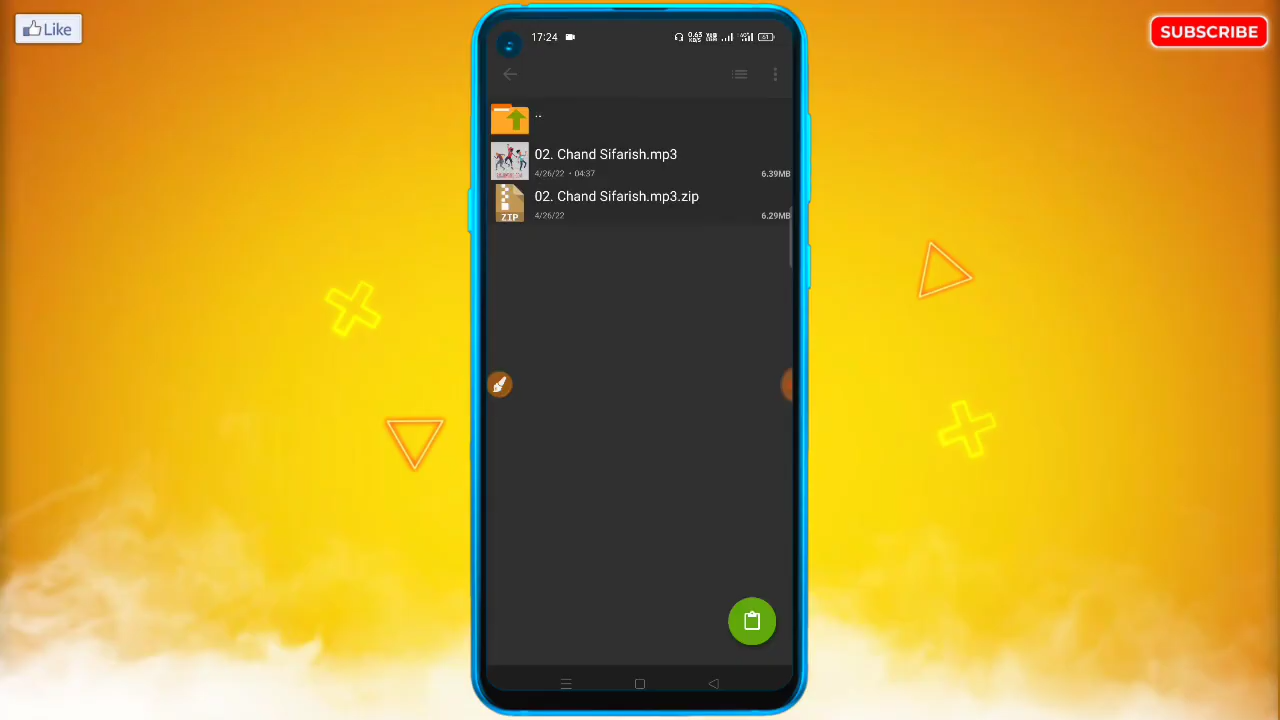 Like
SUBSCRIBE
17:24
..
02. Chand Sifarish.mp3
4/26/22 · 04:37
6.39MB
02. Chand Sifarish.mp3.zip
4/26/22
6.29MB
ZIP